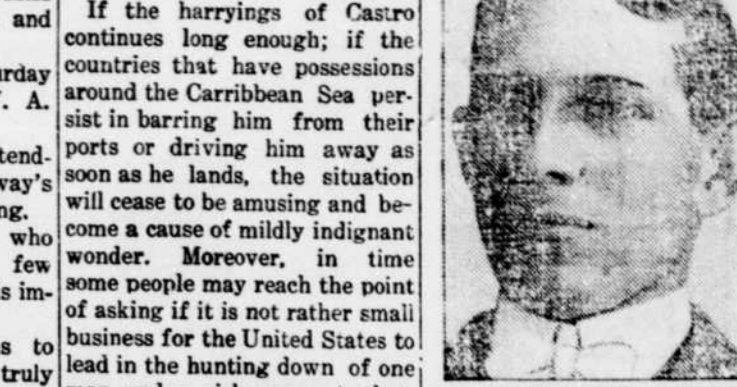 and
urday
. A.
tend-
way's
ng.
who
few
s im-
s to
truly
If the harryings of Castro
continues long enough; if the
countries that have possessions
around the Carribbean Sea per-
sist in barring him from their
ports or driving him away as
soon as he lands, the situation
will cease to be amusing and be-
come a cause of mildly indignant
wonder. Moreover, in time
some people may reach the point
of asking if it is not rather small
business for the United States to
lead in the hunting down of one